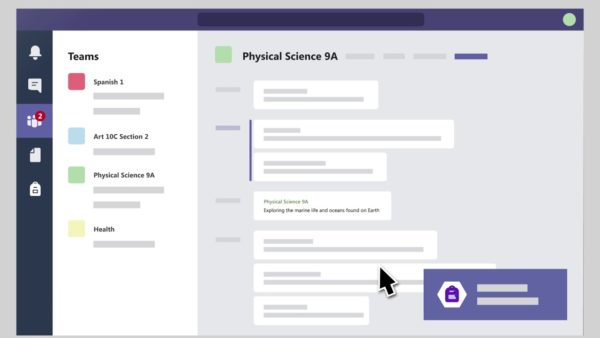 Teams
Spanish 1
Art 10C Section 2
Physical Science 9A
Health
2
Physical Science 9A
Physical Science 9A
Exploring the marine life and oceans found on Earth